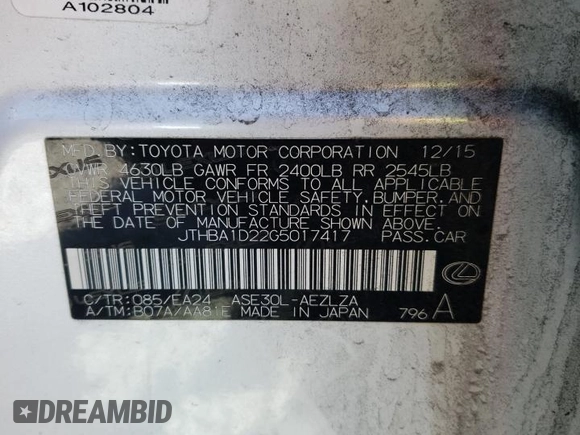 A102804
MFD.BY:TOYOTA MOTOR CORPORATION 12/15
GVWR 4630LB GAWR FR 2400LB RR 2545LB
THIS VEHICLE CONFORMS TO ALL APPLICABLE
FEDERAL MOTOR VEHICLE SAFETY,BUMPER,AND
THEFT PREVENTION STANDARDS IN EFFECT ON
THE DATE OF MANUFACTURE SHOWN ABOVE.
JTHBA1D22G5017417 PASS.CAR
C/TR:085/EA24 ASE30L-AEZLZA
A/TM:B07A/AA81E MADE IN JAPAN 796 A
DREAMBID